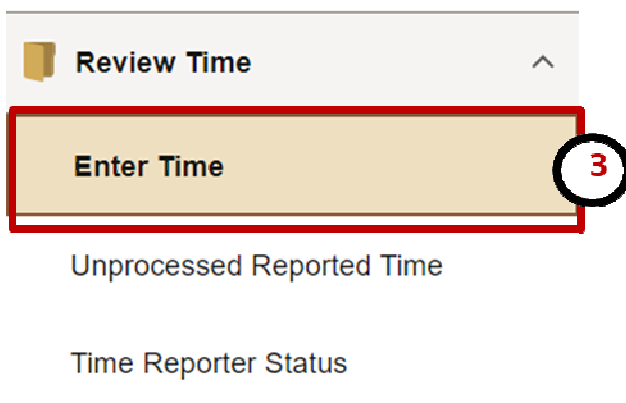 Review Time
Enter Time
3
Unprocessed Reported Time
Time Reporter Status